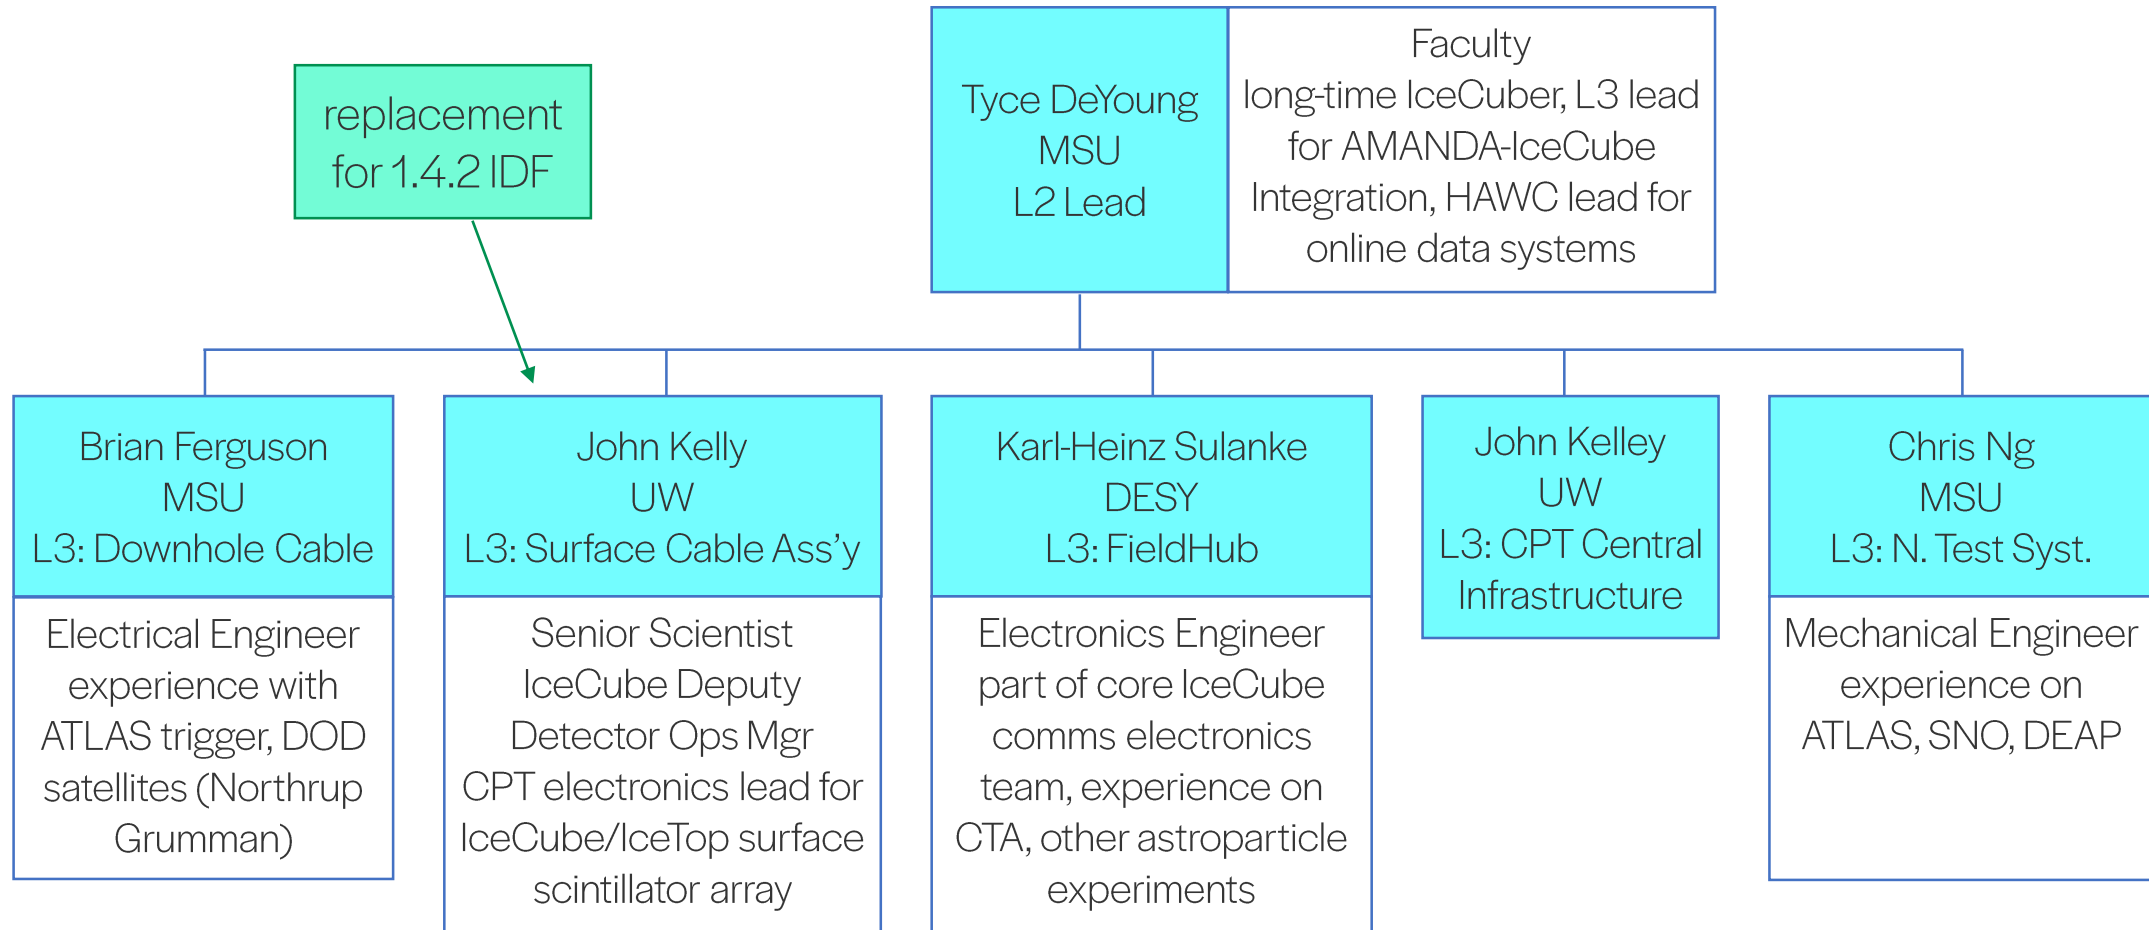 replacement
for 1.4.2 IDF
Tyce DeYoung
MSU
L2 Lead
Faculty
long-time IceCuber, L3 lead
for AMANDA-IceCube
Integration, HAWC lead for
online data systems
Brian Ferguson
MSU
L3: Downhole Cable
Electrical Engineer
experience with
ATLAS trigger, DOD
satellites (Northrup
Grumman)
John Kelly
UW
L3: Surface Cable Ass’y
Senior Scientist
IceCube Deputy
Detector Ops Mgr
CPT electronics lead for
IceCube/IceTop surface
scintillator array
Karl-Heinz Sulanke
DESY
L3: FieldHub
Electronics Engineer
part of core IceCube
comms electronics
team, experience on
CTA, other astroparticle
experiments
John Kelley
UW
L3: CPT Central
Infrastructure
Chris Ng
MSU
L3: N. Test Syst.
Mechanical Engineer
experience on
ATLAS, SNO, DEAP